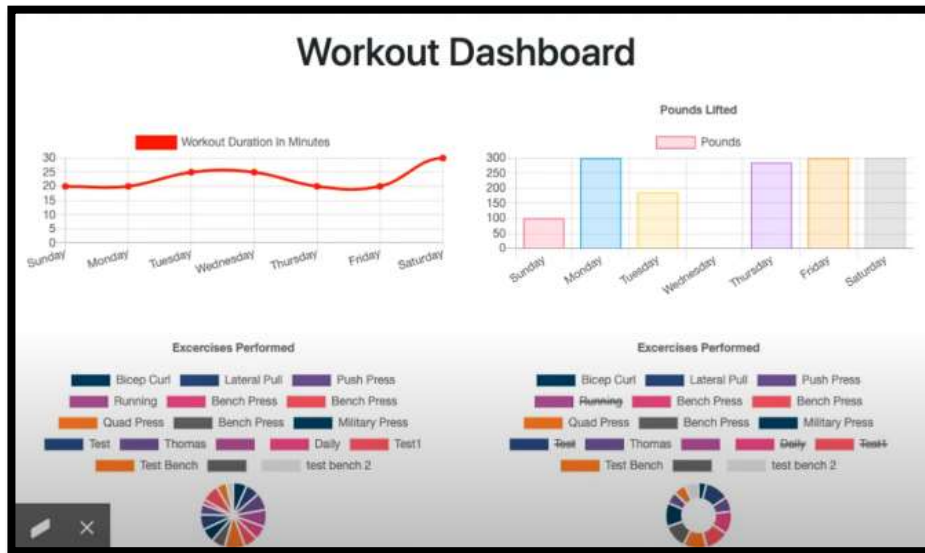 Workout Dashboard
Workout Duration In Minutes
30
25
20
15
10
5
0
Sunday Monday Tuesday Wednesday Thursday Friday Saturday
Pounds Lifted
Pounds
300
250
200
150
100
50
0
Sunday Monday Tuesday Wednesday Thursday Friday Saturday
Excercises Performed
Bicep Curl Lateral Pull Push Press
Running Bench Press Bench Press
Quad Press Bench Press Military Press
Test Thomas Daily Test1
Test Bench test bench 2
Excercises Performed
Bicep Curl Lateral Pull Push Press
Running Bench Press Bench Press
Quad Press Bench Press Military Press
Test Thomas Daily Test1
Test Bench test bench 2